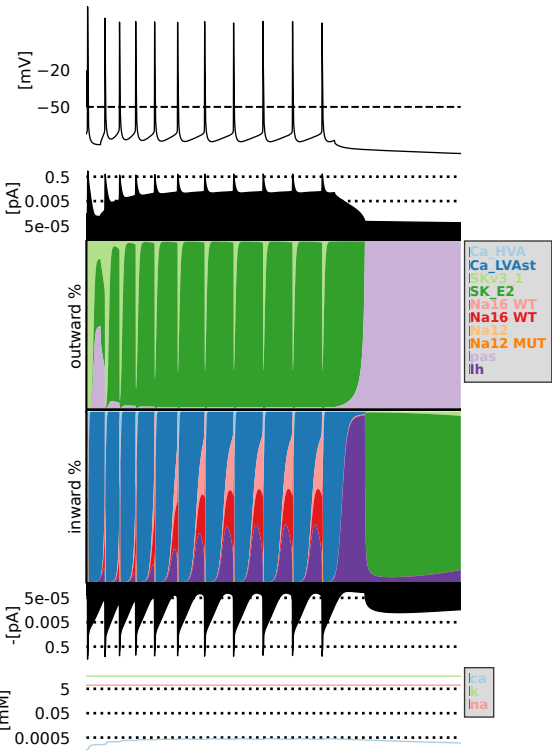 [mV]
−20
−50
[pA]
0.5
0.005
5e-05
outward %
Ca_HVA
Ca_LVAst
SKv3_1
SK_E2
Na16 WT
Na16 WT
Na12
Na12 MUT
pas
Ih
inward %
-[pA]
5e-05
0.005
0.5
[mM]
5
0.05
0.0005
ca
k
na